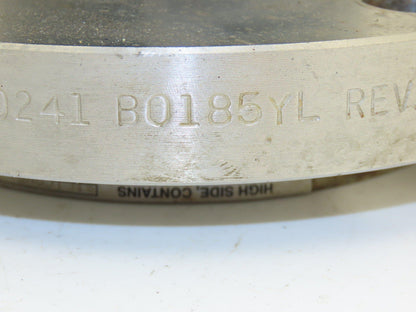 0241 B0185YL REV
HIGH SIDE, CONTAINS